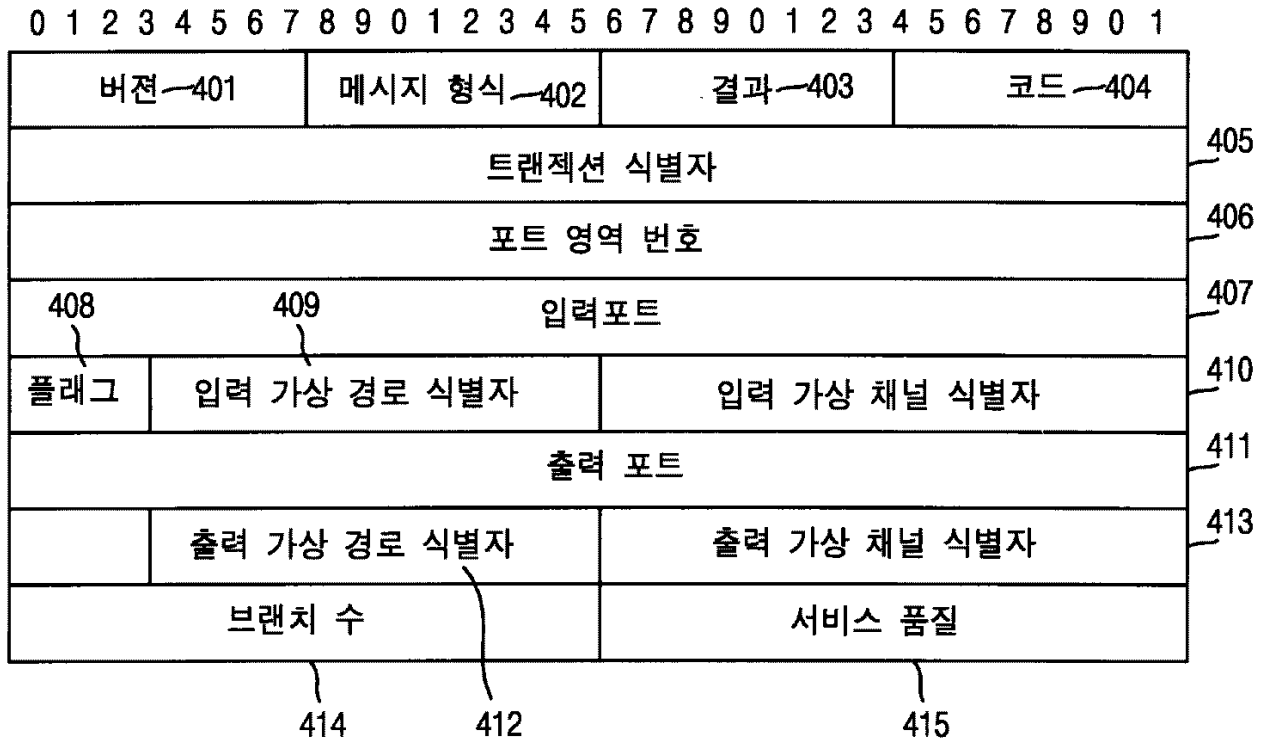 0 1 2 3 4 5 6 7 8 9 0 1 2 3 4 5 6 7 8 9 0 1 2 3 4 5 6 7 8 9 0 1
버젼 401 메시지 형식 402 결과 403 코드 404
405
트랜젝션 식별자
406
포트 영역 번호
408 409 입력포트 407
플래그 입력 가상 경로 식별자 입력 가상 채널 식별자 410
출력 포트 411
출력 가상 경로 식별자 출력 가상 채널 식별자 413
브랜치 수 서비스 품질
414 412 415